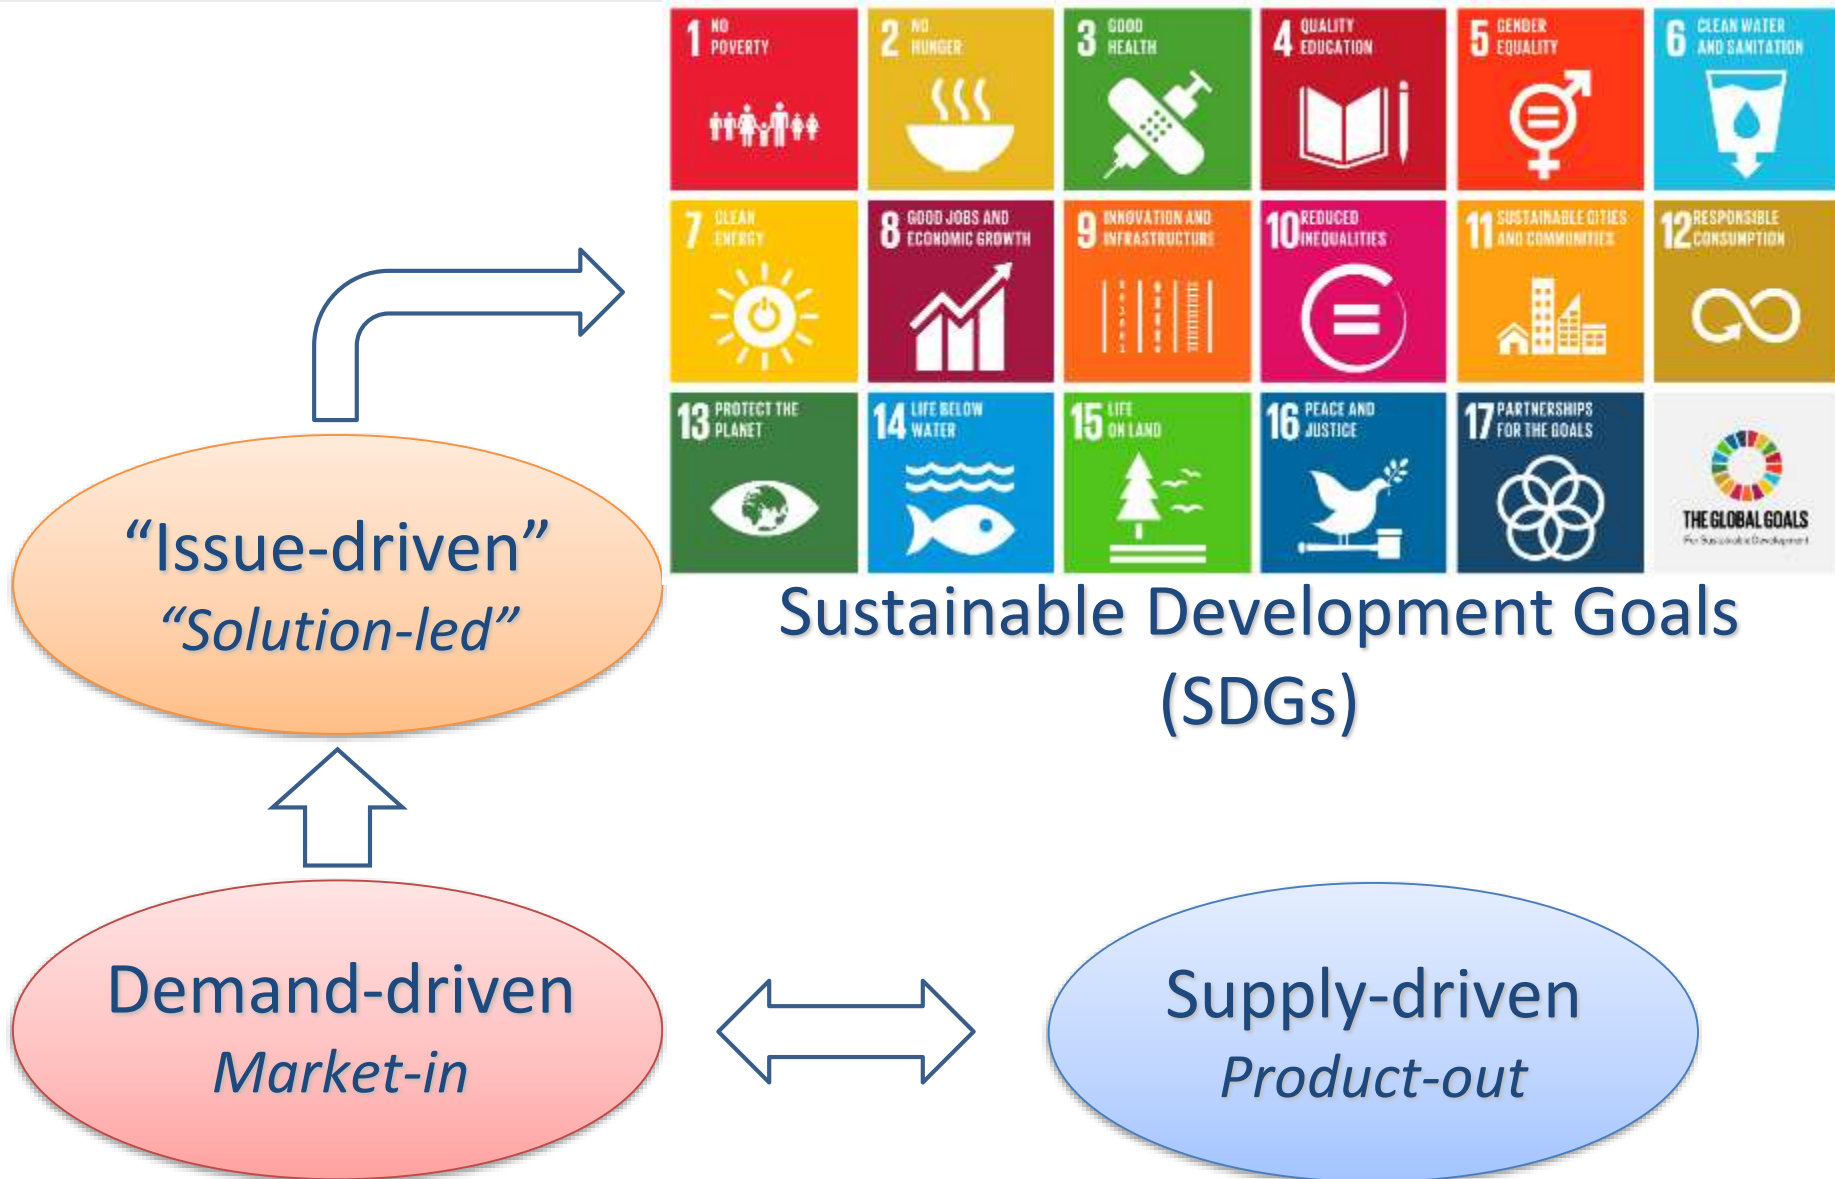 1 NO
POVERTY
2 NO
HUNGER
3 GOOD
HEALTH
4 QUALITY
EDUCATION
5 GENDER
EQUALITY
6 CLEAN WATER
AND SANITATION
7 CLEAN
ENERGY
8 GOOD JOBS AND
ECONOMIC GROWTH
9 INNOVATION AND
INFRASTRUCTURE
10 REDUCED
INEQUALITIES
11 SUSTAINABLE CITIES
AND COMMUNITIES
12 RESPONSIBLE
CONSUMPTION
13 PROTECT THE
PLANET
14 LIFE BELOW
WATER
15 LIFE
ON LAND
16 PEACE AND
JUSTICE
17 PARTNERSHIPS
FOR THE GOALS
THE GLOBAL GOALS
For Sustainable Development
Sustainable Development Goals
(SDGs)
“Issue-driven”
“Solution-led”
Demand-driven
Market-in
Supply-driven
Product-out